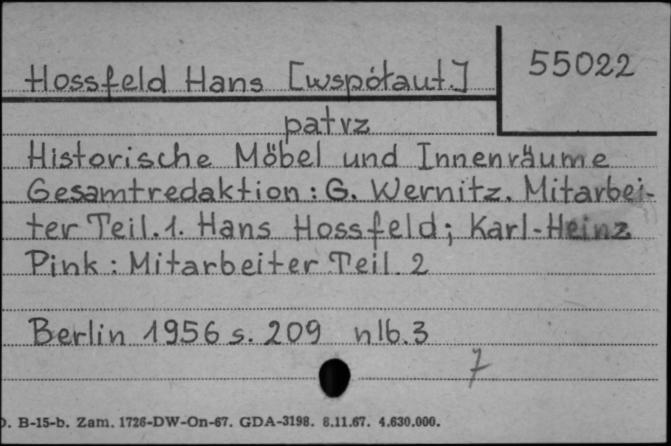 Hossfeld Hans [współaut.]
55022
patrz
Historische Möbel und Innenräume
Gesamtredaktion: G. Wernitz. Mitarbei-
ter Teil. 1. Hans Hossfeld; Karl-Heinz
Pink: Mitarbeiter Teil. 2
Berlin 1956 s. 209 nlb. 3
7
B-15-b. Zam. 1726-DW-On-67. GDA-3198. 8.11.67. 4.630.000.